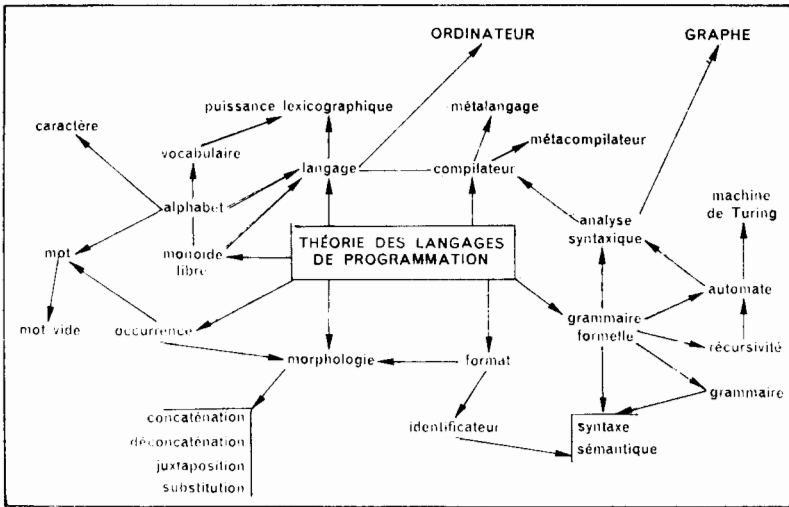 ORDINATEUR
GRAPHE
puissance lexicographique
métalangage
caractère
vocabulaire
métacompilateur
langage
compilateur
machine
de Turing
alphabet
analyse
syntaxique
THÉORIE DES LANGAGES
DE PROGRAMMATION
mot
monoïde
libre
automate
grammaire
formelle
mot vide
occurrence
morphologie
format
récursivité
grammaire
concaténation
déconcaténation
juxtaposition
substitution
identificateur
syntaxe
sémantique